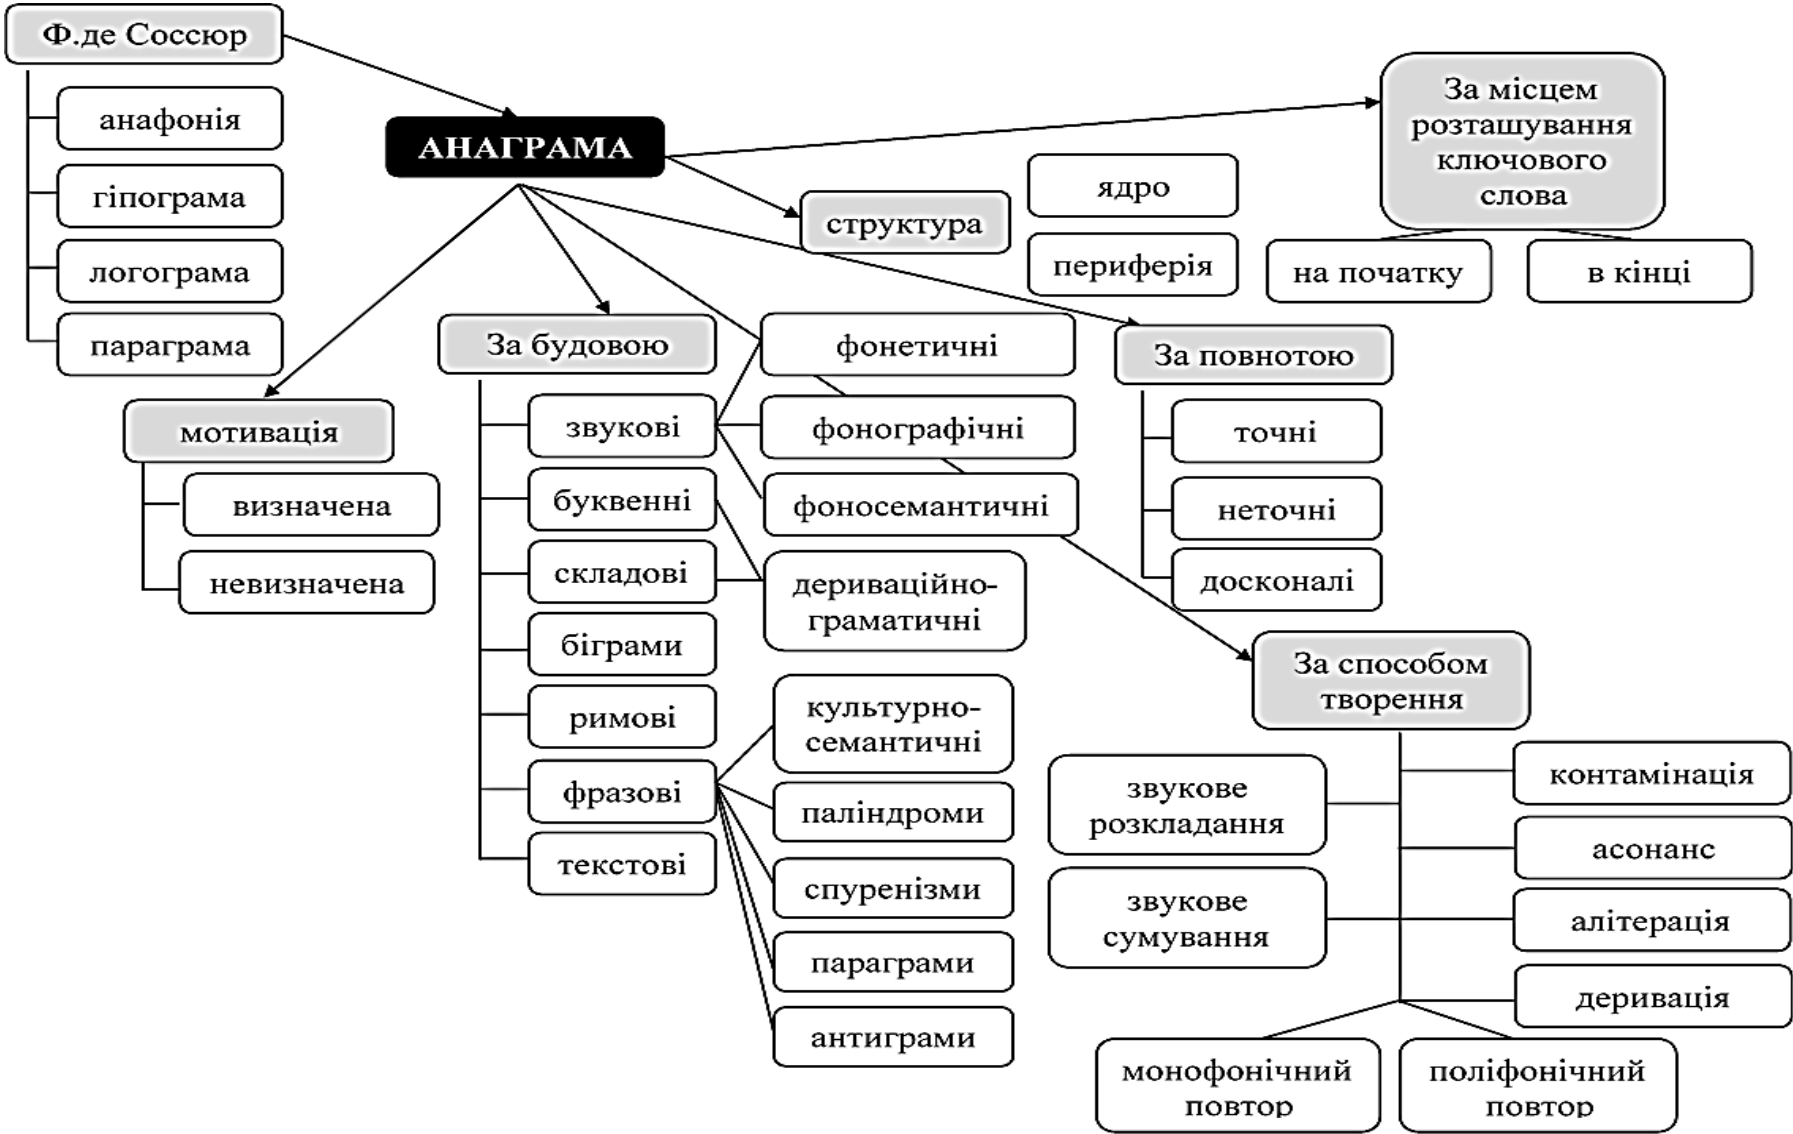 Ф.де Соссюр
анафонія
гіпограма
логограма
параграма
АНАГРАМА
мотивація
визначена
невизначена
За будовою
звукові
буквенні
складові
біграми
римові
фразові
текстові
фонетичні
фонографічні
фоносемантичні
дериваційно-
граматичні
культурно-
семантичні
паліндроми
спуренізми
параграми
антиграми
структура
ядро
периферія
За місцем
розташування
ключового
слова
на початку
в кінці
За повнотою
точні
неточні
досконалі
За способом
творення
звукове
розкладання
звукове
сумування
контамінація
асонанс
алітерація
деривація
монофонічний
повтор
поліфонічний
повтор